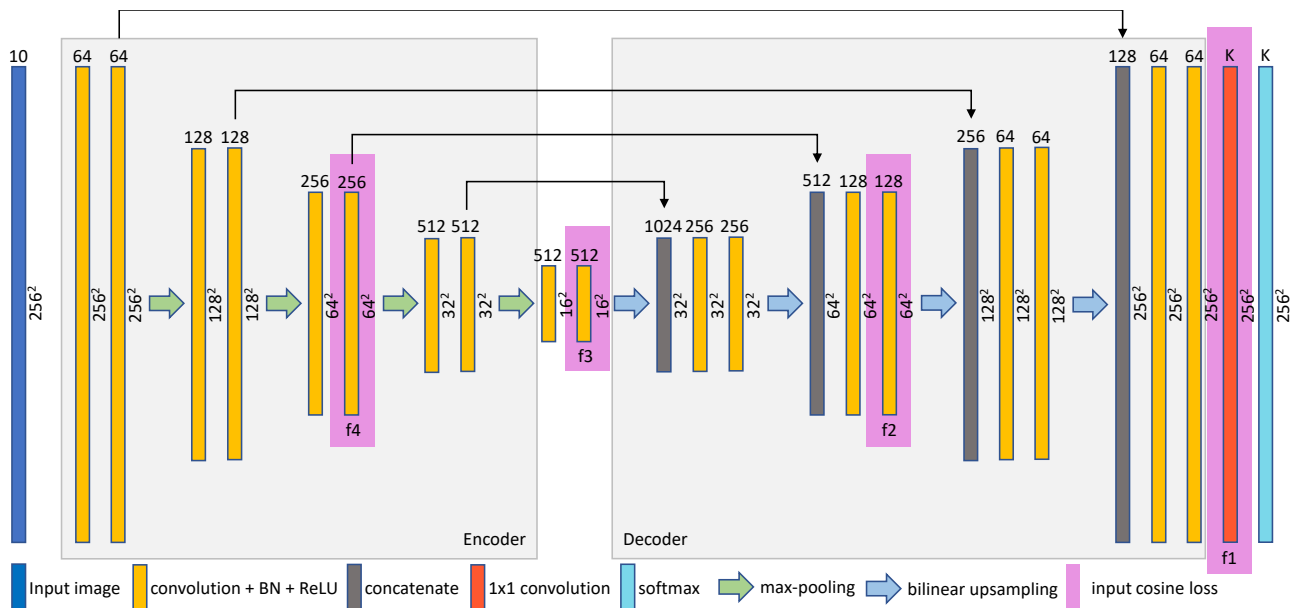 10
64 64
128 128
256 256
512 512
512 512
1024 256 256
512 128 128
256 64 64
128 64 64
K
K
256²
256² 256²
128² 128²
64² 64²
32² 32²
16² 16²
32² 32² 32²
64² 64² 64²
128² 128² 128²
256² 256² 256²
256²
256²
f4
f3
f2
f1
Encoder
Decoder
Input image
convolution + BN + ReLU
concatenate
1x1 convolution
softmax
max-pooling
bilinear upsampling
input cosine loss